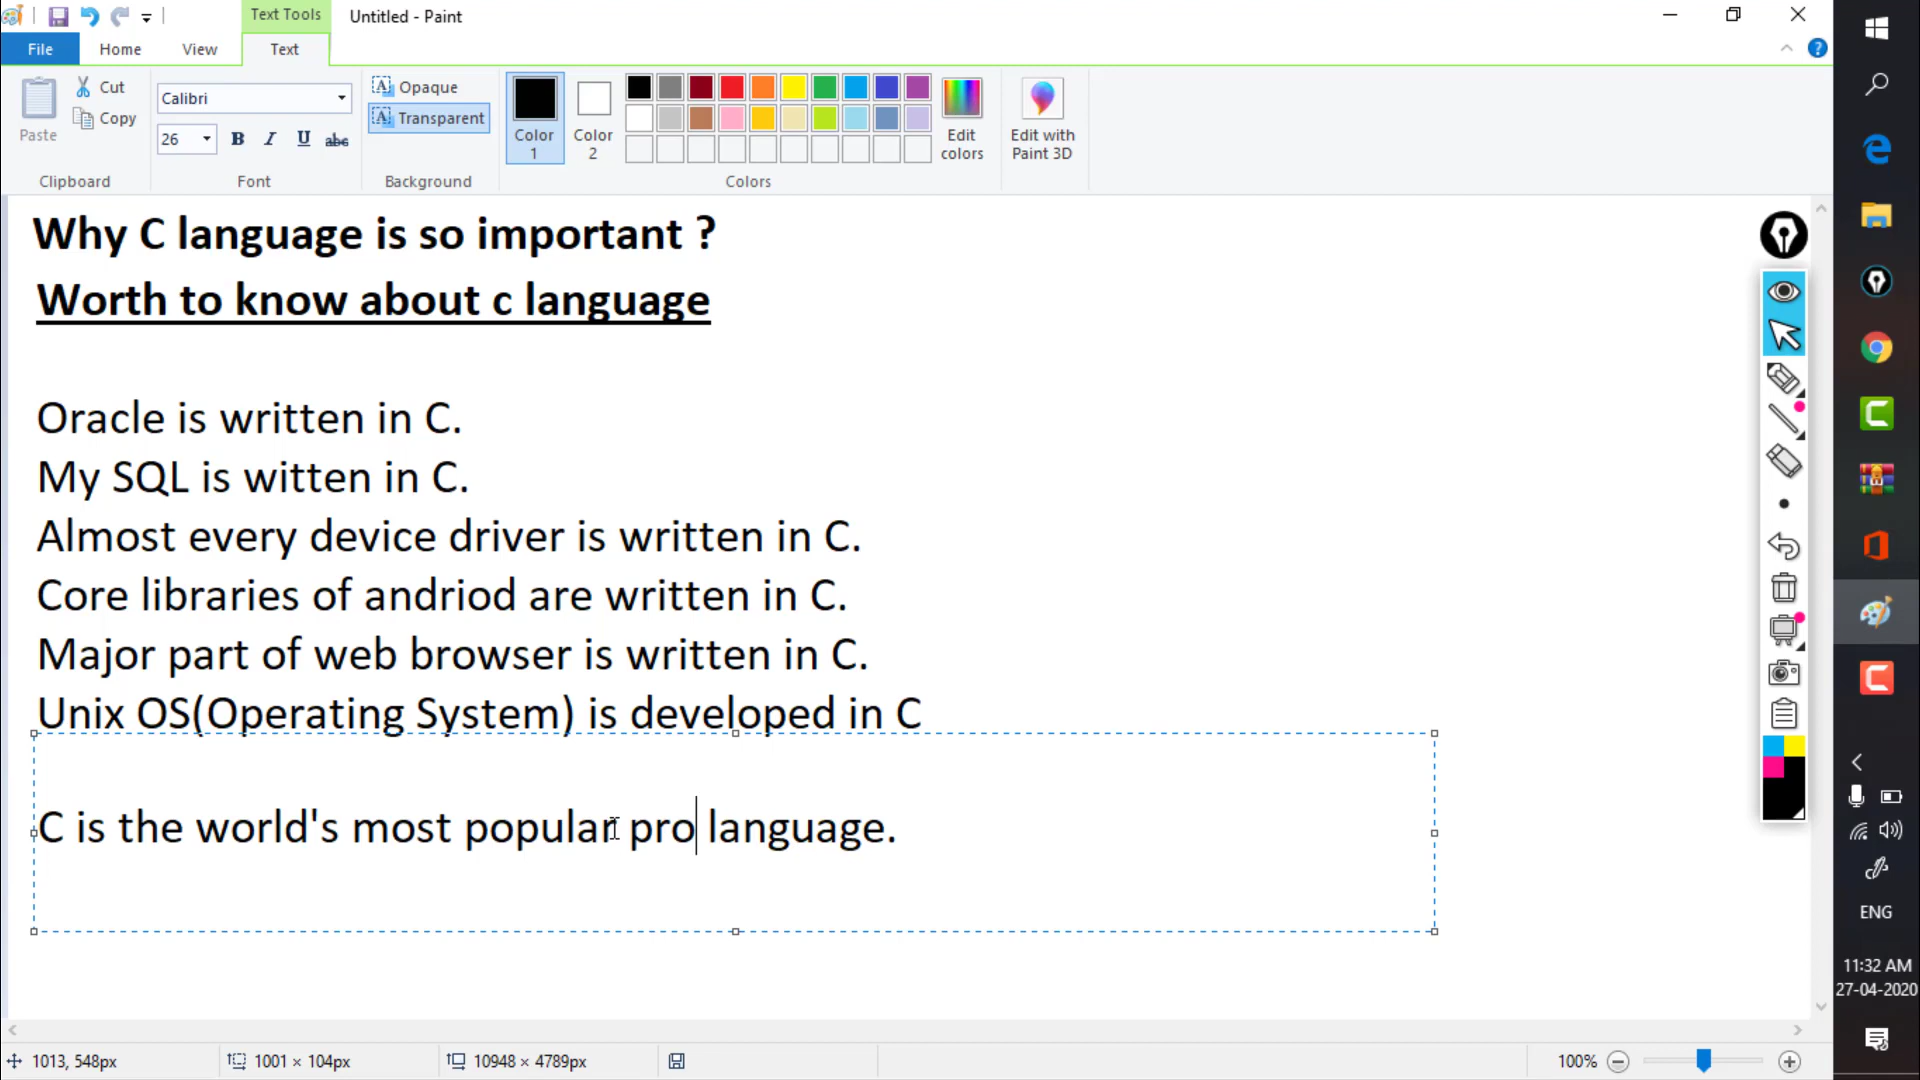 Text Tools
Untitled - Paint
File Home View Text
Paste
Cut
Copy
Clipboard
Calibri
26 B I U abc
Font
Opaque
Transparent
Background
Color 1
Color 2
Edit colors
Colors
Edit with Paint 3D
Why C language is so important ?
Worth to know about c language
Oracle is written in C.
My SQL is witten in C.
Almost every device driver is written in C.
Core libraries of andriod are written in C.
Major part of web browser is written in C.
Unix OS(Operating System) is developed in C
C is the world's most popular pro language.
1013, 548px
1001 × 104px
10948 × 4789px
100%
ENG
11:32 AM
27-04-2020